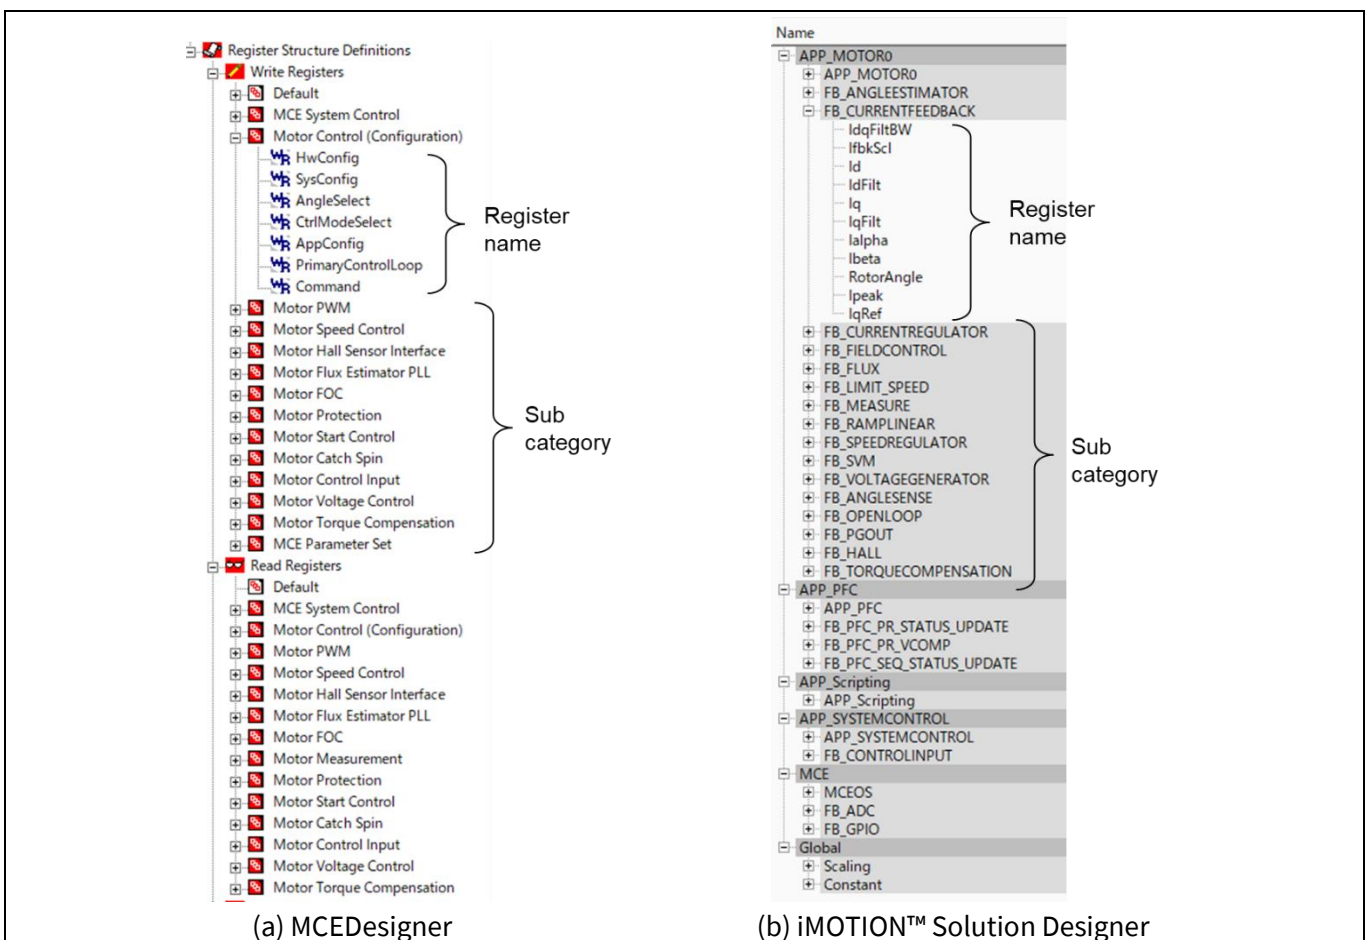 Register Structure Definitions
Write Registers
Default
MCE System Control
Motor Control (Configuration)
HwConfig
SysConfig
AngleSelect
CtrlModeSelect
AppConfig
PrimaryControlLoop
Command
Register
name
Motor PWM
Motor Speed Control
Motor Hall Sensor Interface
Motor Flux Estimator PLL
Motor FOC
Motor Protection
Motor Start Control
Motor Catch Spin
Motor Control Input
Motor Voltage Control
Motor Torque Compensation
MCE Parameter Set
Sub
category
Read Registers
Default
MCE System Control
Motor Control (Configuration)
Motor PWM
Motor Speed Control
Motor Hall Sensor Interface
Motor Flux Estimator PLL
Motor FOC
Motor Measurement
Motor Protection
Motor Start Control
Motor Catch Spin
Motor Control Input
Motor Voltage Control
Motor Torque Compensation
(a) MCEDesigner
Name
APP_MOTOR0
APP_MOTOR0
FB_ANGLEESTIMATOR
FB_CURRENTFEEDBACK
IdqFiltBW
IfbkScl
Id
IdFilt
Iq
IqFilt
Ialpha
Ibeta
RotorAngle
Ipeak
IqRef
Register
name
FB_CURRENTREGULATOR
FB_FIELDCONTROL
FB_FLUX
FB_LIMIT_SPEED
FB_MEASURE
FB_RAMPLINEAR
FB_SPEEDREGULATOR
FB_SVM
FB_VOLTAGEGENERATOR
FB_ANGLESENSE
FB_OPENLOOP
FB_PGOUT
FB_HALL
FB_TORQUECOMPENSATION
Sub
category
APP_PFC
APP_PFC
FB_PFC_PR_STATUS_UPDATE
FB_PFC_PR_VCOMP
FB_PFC_SEQ_STATUS_UPDATE
APP_Scripting
APP_Scripting
APP_SYSTEMCONTROL
APP_SYSTEMCONTROL
FB_CONTROLINPUT
MCE
MCEOS
FB_ADC
FB_GPIO
Global
Scaling
Constant
(b) iMOTION™ Solution Designer